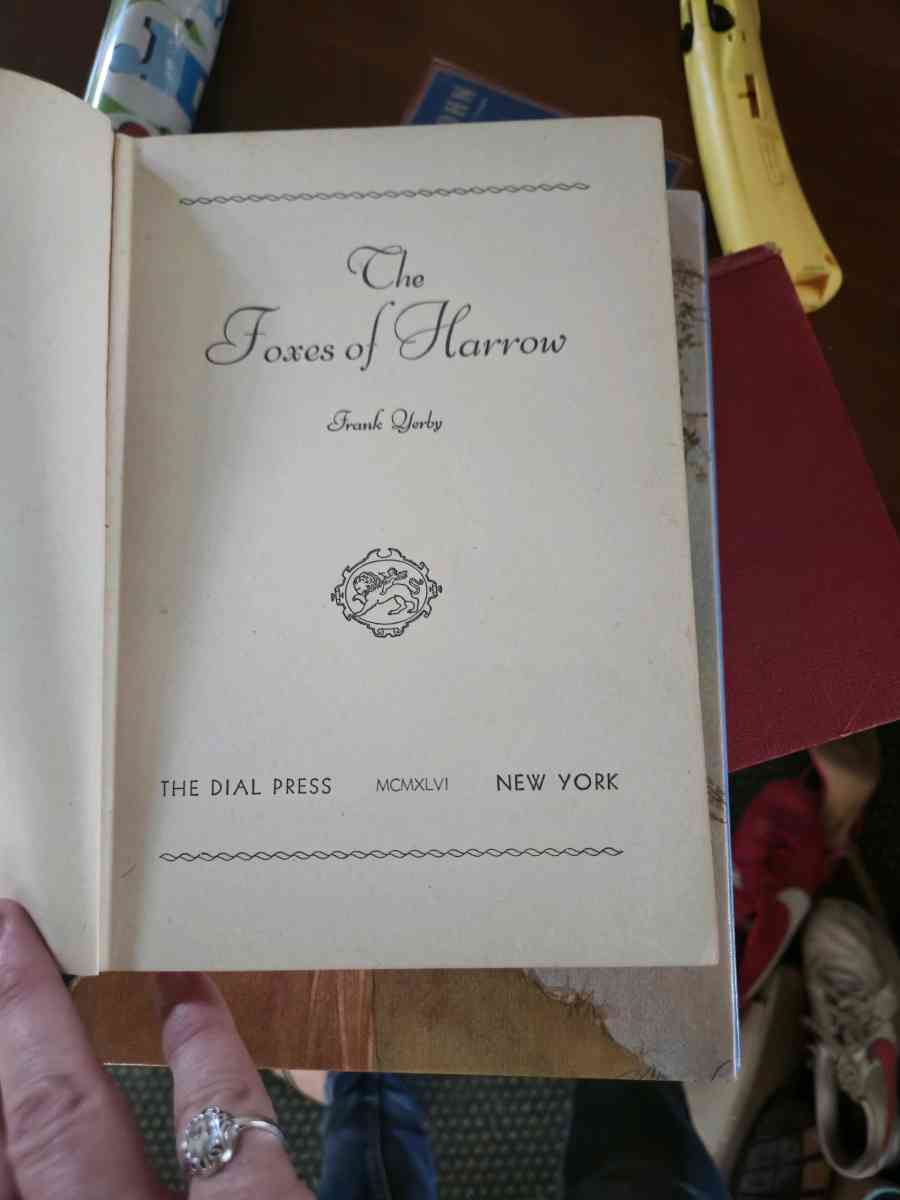 The
Foxes of Harrow
Frank Yerby
THE DIAL PRESS MCMXLVI NEW YORK